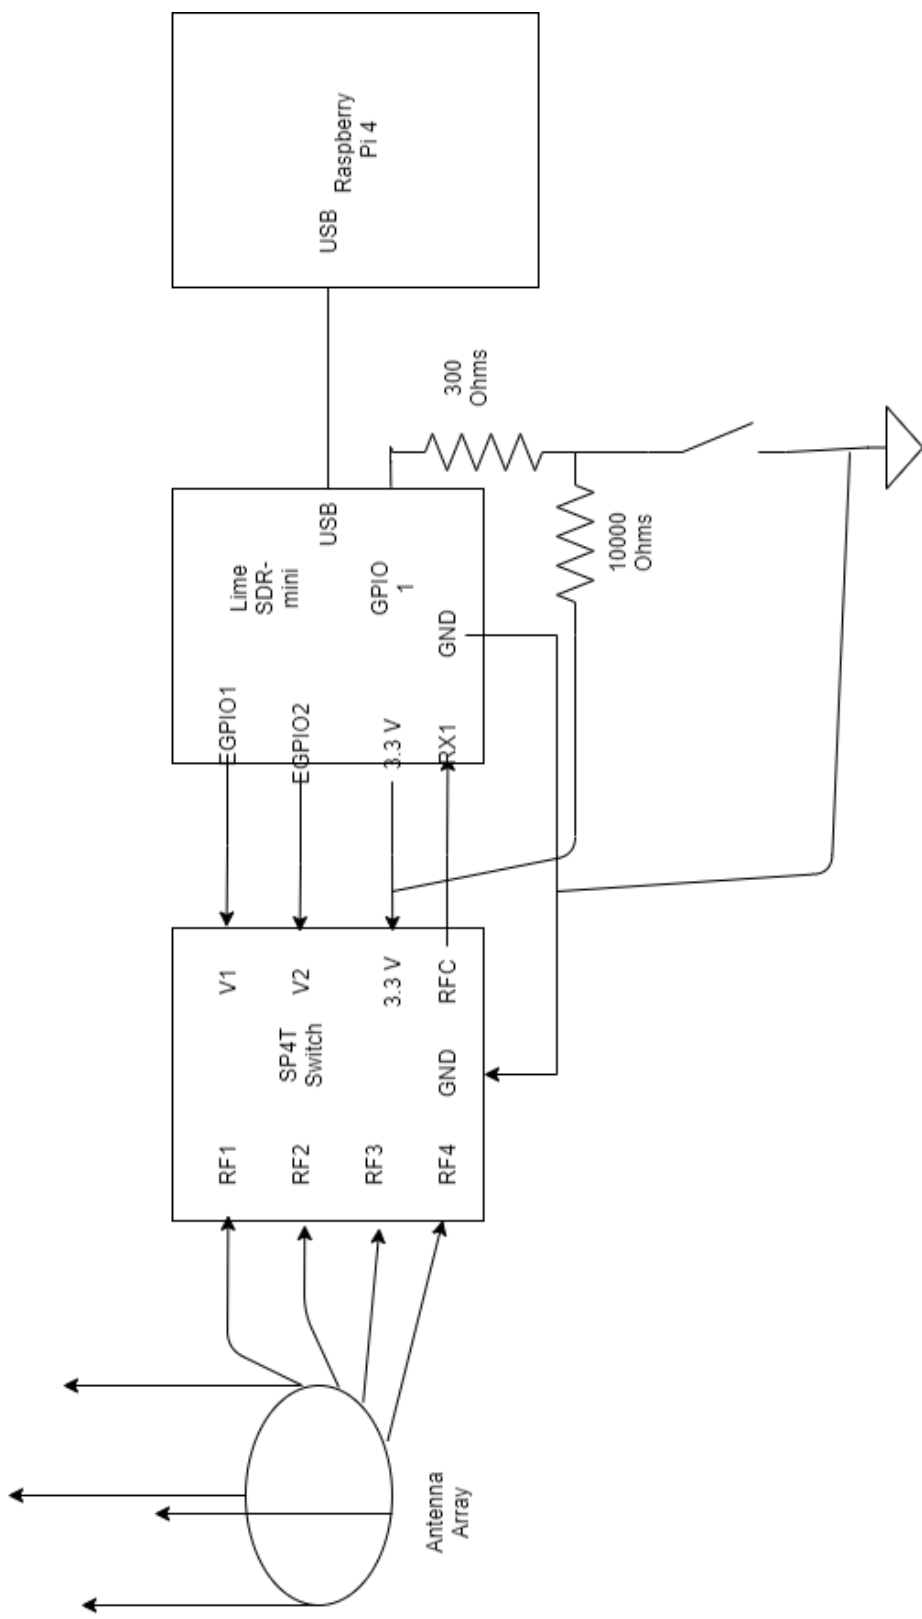 Antenna
Array
RF1
RF2
RF3
RF4
SP4T
Switch
GND
V1
V2
3.3 V
RFC
EGPIO1
EGPIO2
3.3 V
RX1
Lime
SDR-
mini
GPIO
1
GND
USB
10000
Ohms
300
Ohms
USB
Raspberry
Pi 4